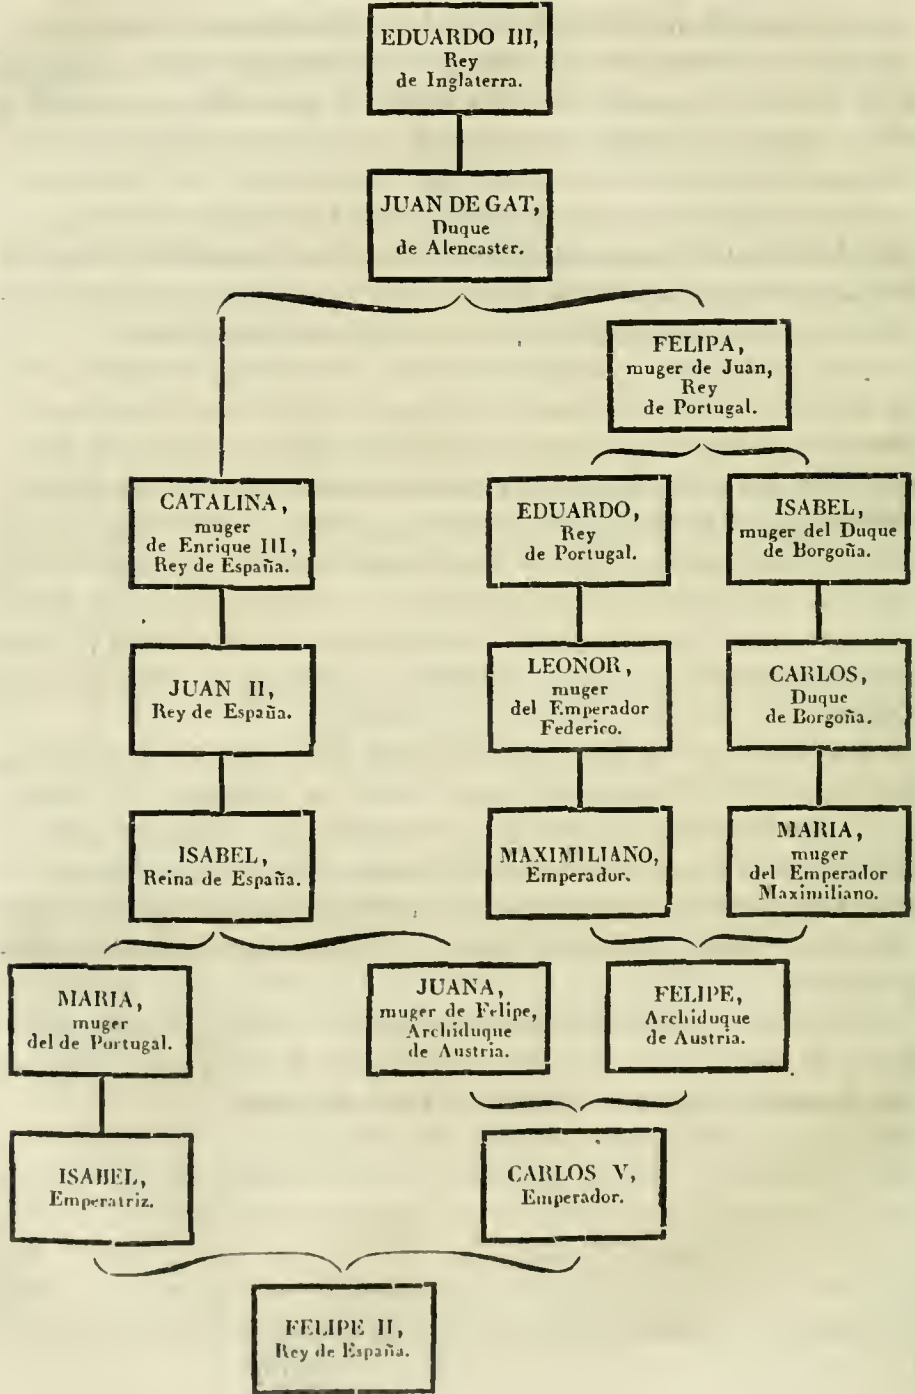 EDUARDO III,
Rey
de Inglaterra.
JUAN DE GAT,
Duque
de Alencaster.
FELIPA,
muger de Juan,
Rey
de Portugal.
CATALINA,
muger
de Enrique III,
Rey de España.
EDUARDO,
Rey
de Portugal.
ISABEL,
muger del Duque
de Borgoña.
JUAN II,
Rey de España.
LEONOR,
muger
del Emperador
Federico.
CARLOS,
Duque
de Borgoña.
ISABEL,
Reina de España.
MAXIMILIANO,
Emperador.
MARIA,
muger
del Emperador
Maximiliano.
MARIA,
muger
del de Portugal.
JUANA,
muger de Felipe,
Archiduque
de Austria.
FELIPE,
Archiduque
de Austria.
ISABEL,
Emperatriz.
CARLOS V,
Emperador.
FELIPE II,
Rey de España.